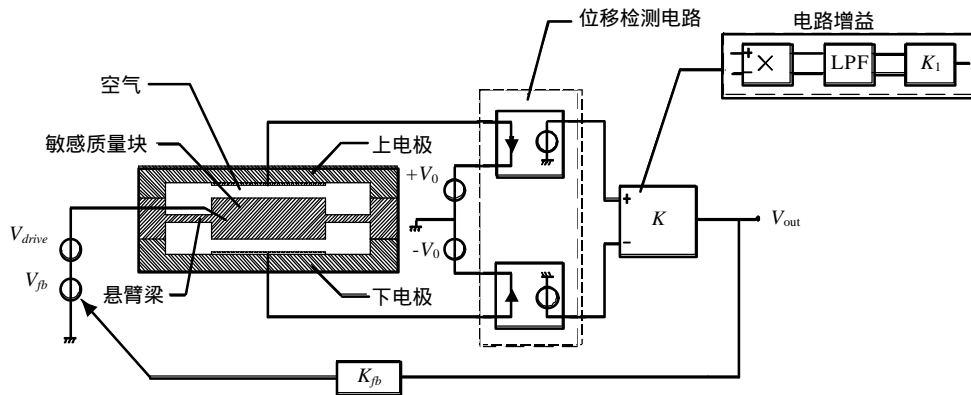 位移检测电路
电路增益
+
−
×
LPF
K1
空气
敏感质量块
上电极
+V0
-V0
+
−
K
Vout
Vdrive
Vfb
悬臂梁
下电极
Kfb